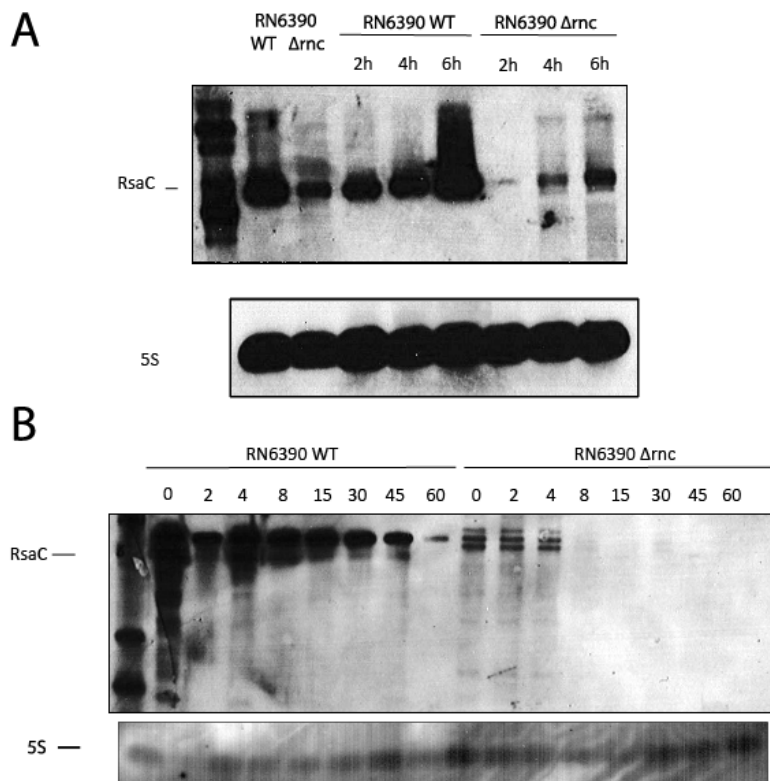 A
RN6390
WT Δrnc
RN6390 WT
RN6390 Δrnc
2h 4h 6h 2h 4h 6h
RsaC
5S
B
RN6390 WT
RN6390 Δrnc
0 2 4 8 15 30 45 60 0 2 4 8 15 30 45 60
RsaC
5S